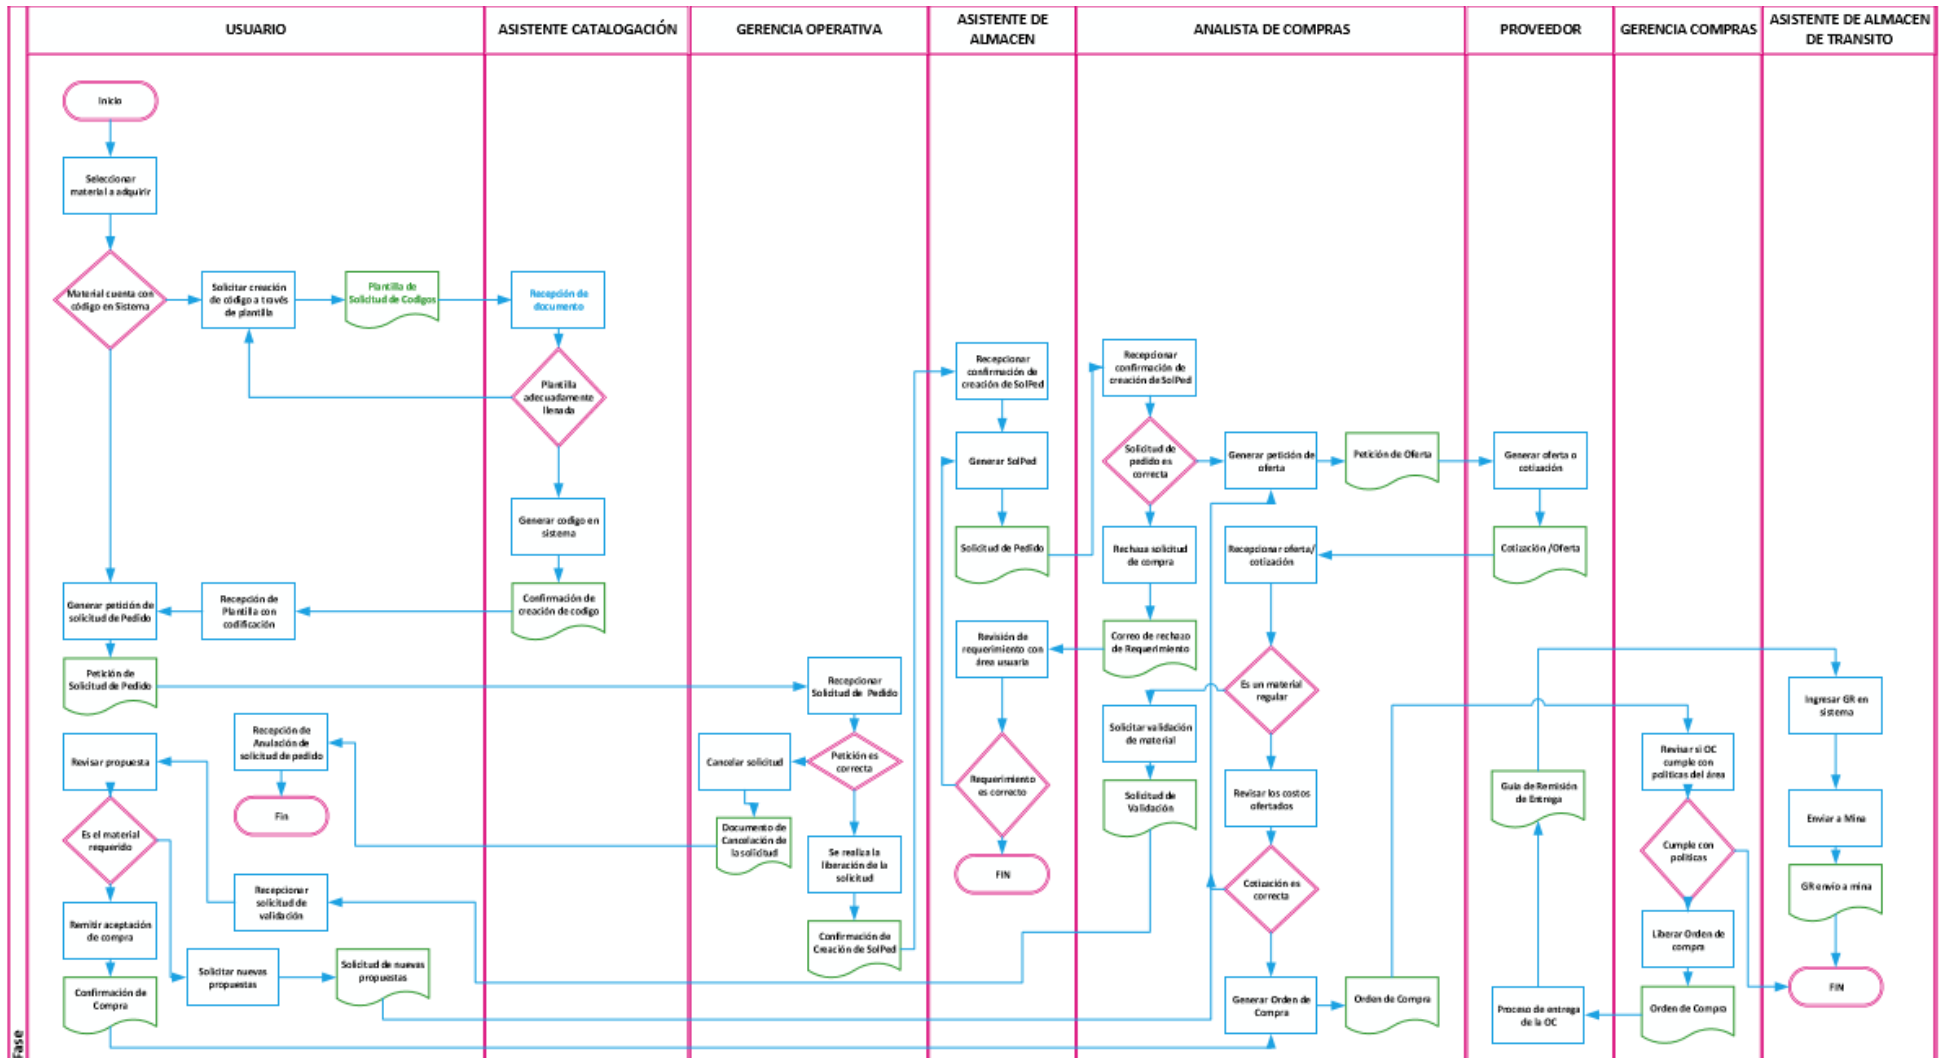 USUARIO
ASISTENTE CATALOGACIÓN
GERENCIA OPERATIVA
ASISTENTE DE
ALMACEN
ANALISTA DE COMPRAS
PROVEEDOR
GERENCIA COMPRAS
ASISTENTE DE ALMACEN
DE TRANSITO
Fase
Inicio
Seleccionar
material a adquirir
Material cuenta con
código en Sistema
Solicitar creación
de código a través
de plantilla
Plantilla de
Solicitud de Codigos
Generar petición de
solicitud de Pedido
Recepción de
Plantilla con
codificación
Petición de
Solicitud de Pedido
Recepción de
Anulación de
solicitud de pedido
Fin
Revisar propuesta
Es el material
requerido
Recepcionar
solicitud de
validación
Remitir aceptación
de compra
Solicitar nuevas
propuestas
Solicitud de nuevas
propuestas
Confirmación de
Compra
Recepción de
documento
Plantilla
adecuadamente
llenada
Generar codigo en
sistema
Confirmación de
creación de codigo
Recepcionar
Solicitud de Pedido
Petición es
correcta
Cancelar solicitud
Documento de
Cancelación de
la solicitud
Se realiza la
liberación de la
solicitud
Confirmación de
Creación de SolPed
Recepcionar
confirmación de
creación de SolPed
Generar SolPed
Solicitud de Pedido
Revisión de
requerimiento con
área usuaria
Requerimiento
es correcto
FIN
Recepcionar
confirmación de
creación de SolPed
Solicitud de
pedido es
correcta
Generar petición de
oferta
Petición de Oferta
Rechaza solicitud
de compra
Recepcionar oferta/
cotización
Correo de rechazo
de Requerimiento
Es un material
regular
Solicitar validación
de material
Solicitud de
Validación
Revisar los costos
ofertados
Cotización es
correcta
Generar Orden de
Compra
Orden de Compra
Generar oferta o
cotización
Cotización /Oferta
Guia de Remisión
de Entrega
Proceso de entrega
de la OC
Revisar si OC
cumple con
políticas del área
Cumple con
políticas
Liberar Orden de
compra
Orden de Compra
Ingresar GR en
sistema
Enviar a Mina
GR envio a mina
FIN